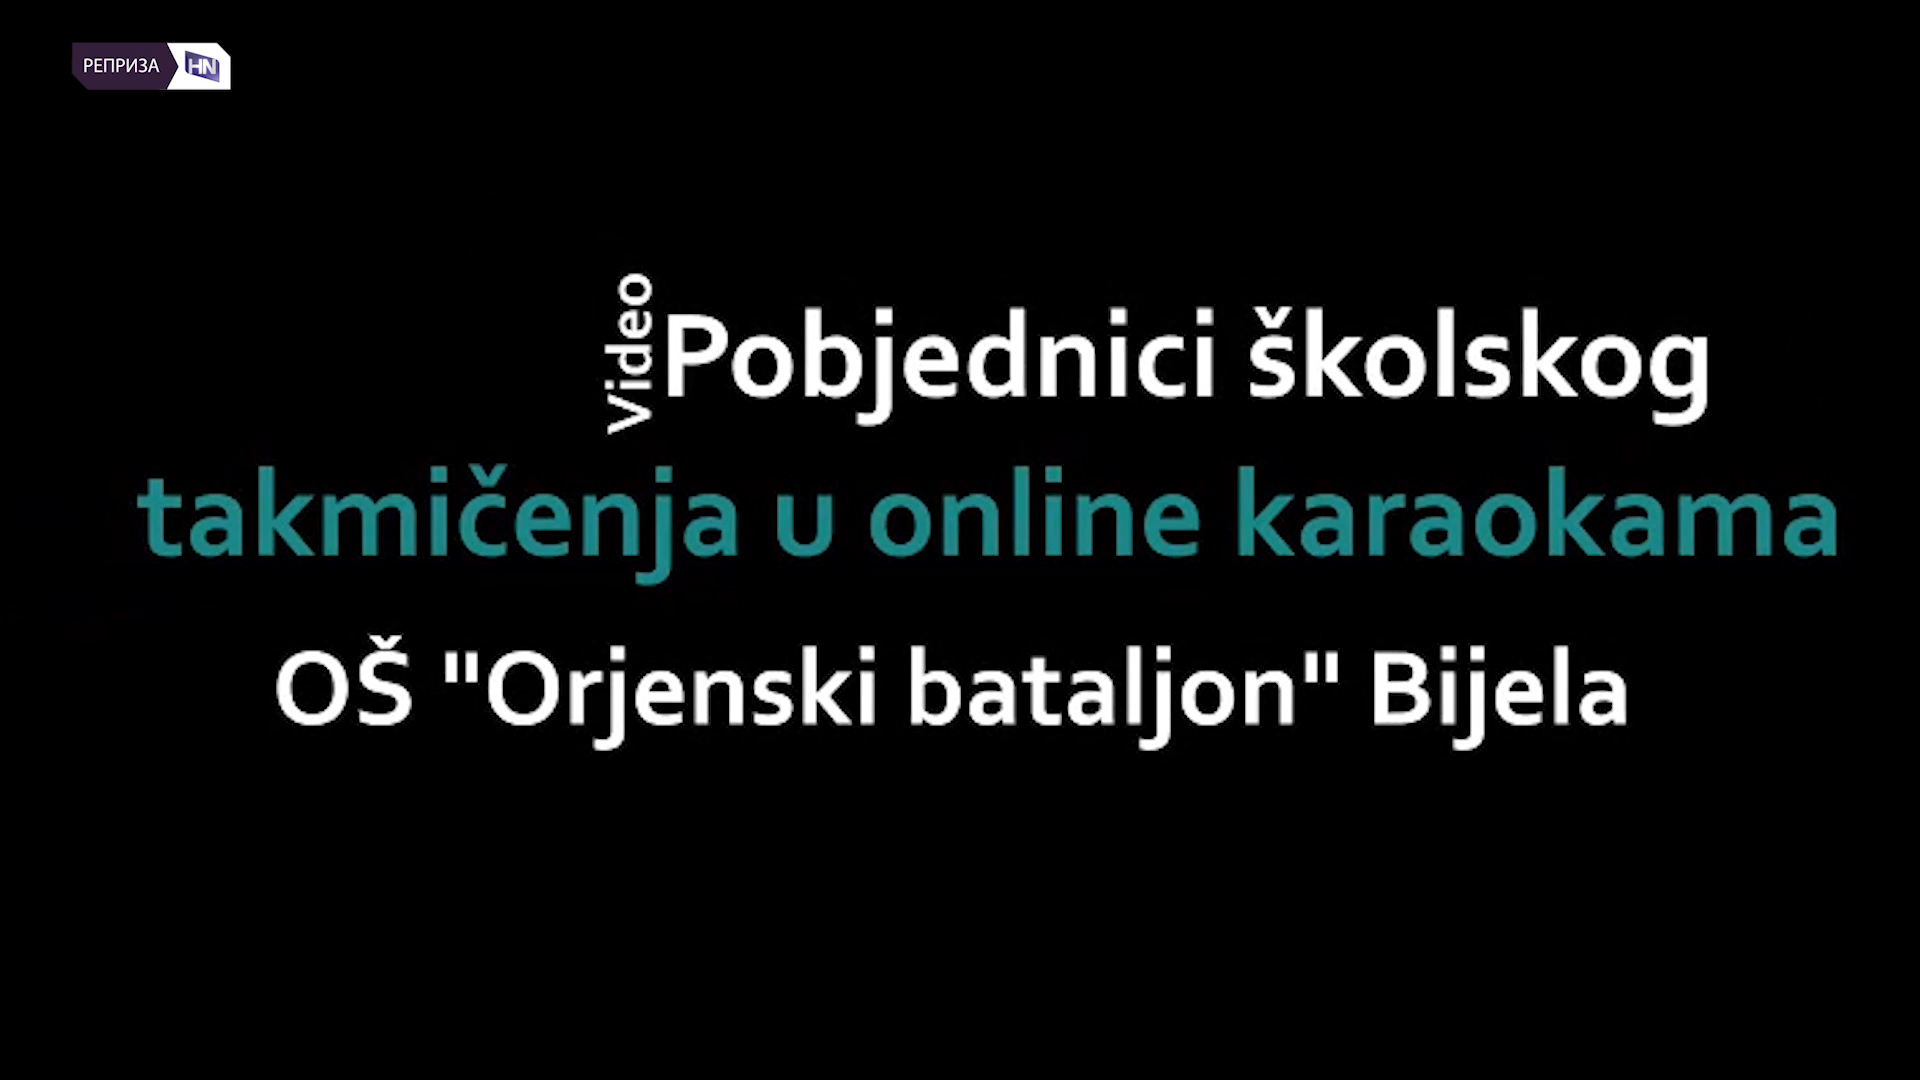 РЕПРИЗА HN
Video
Pobjednici školskog
takmičenja u online karaokama
OŠ "Orjenski bataljon" Bijela